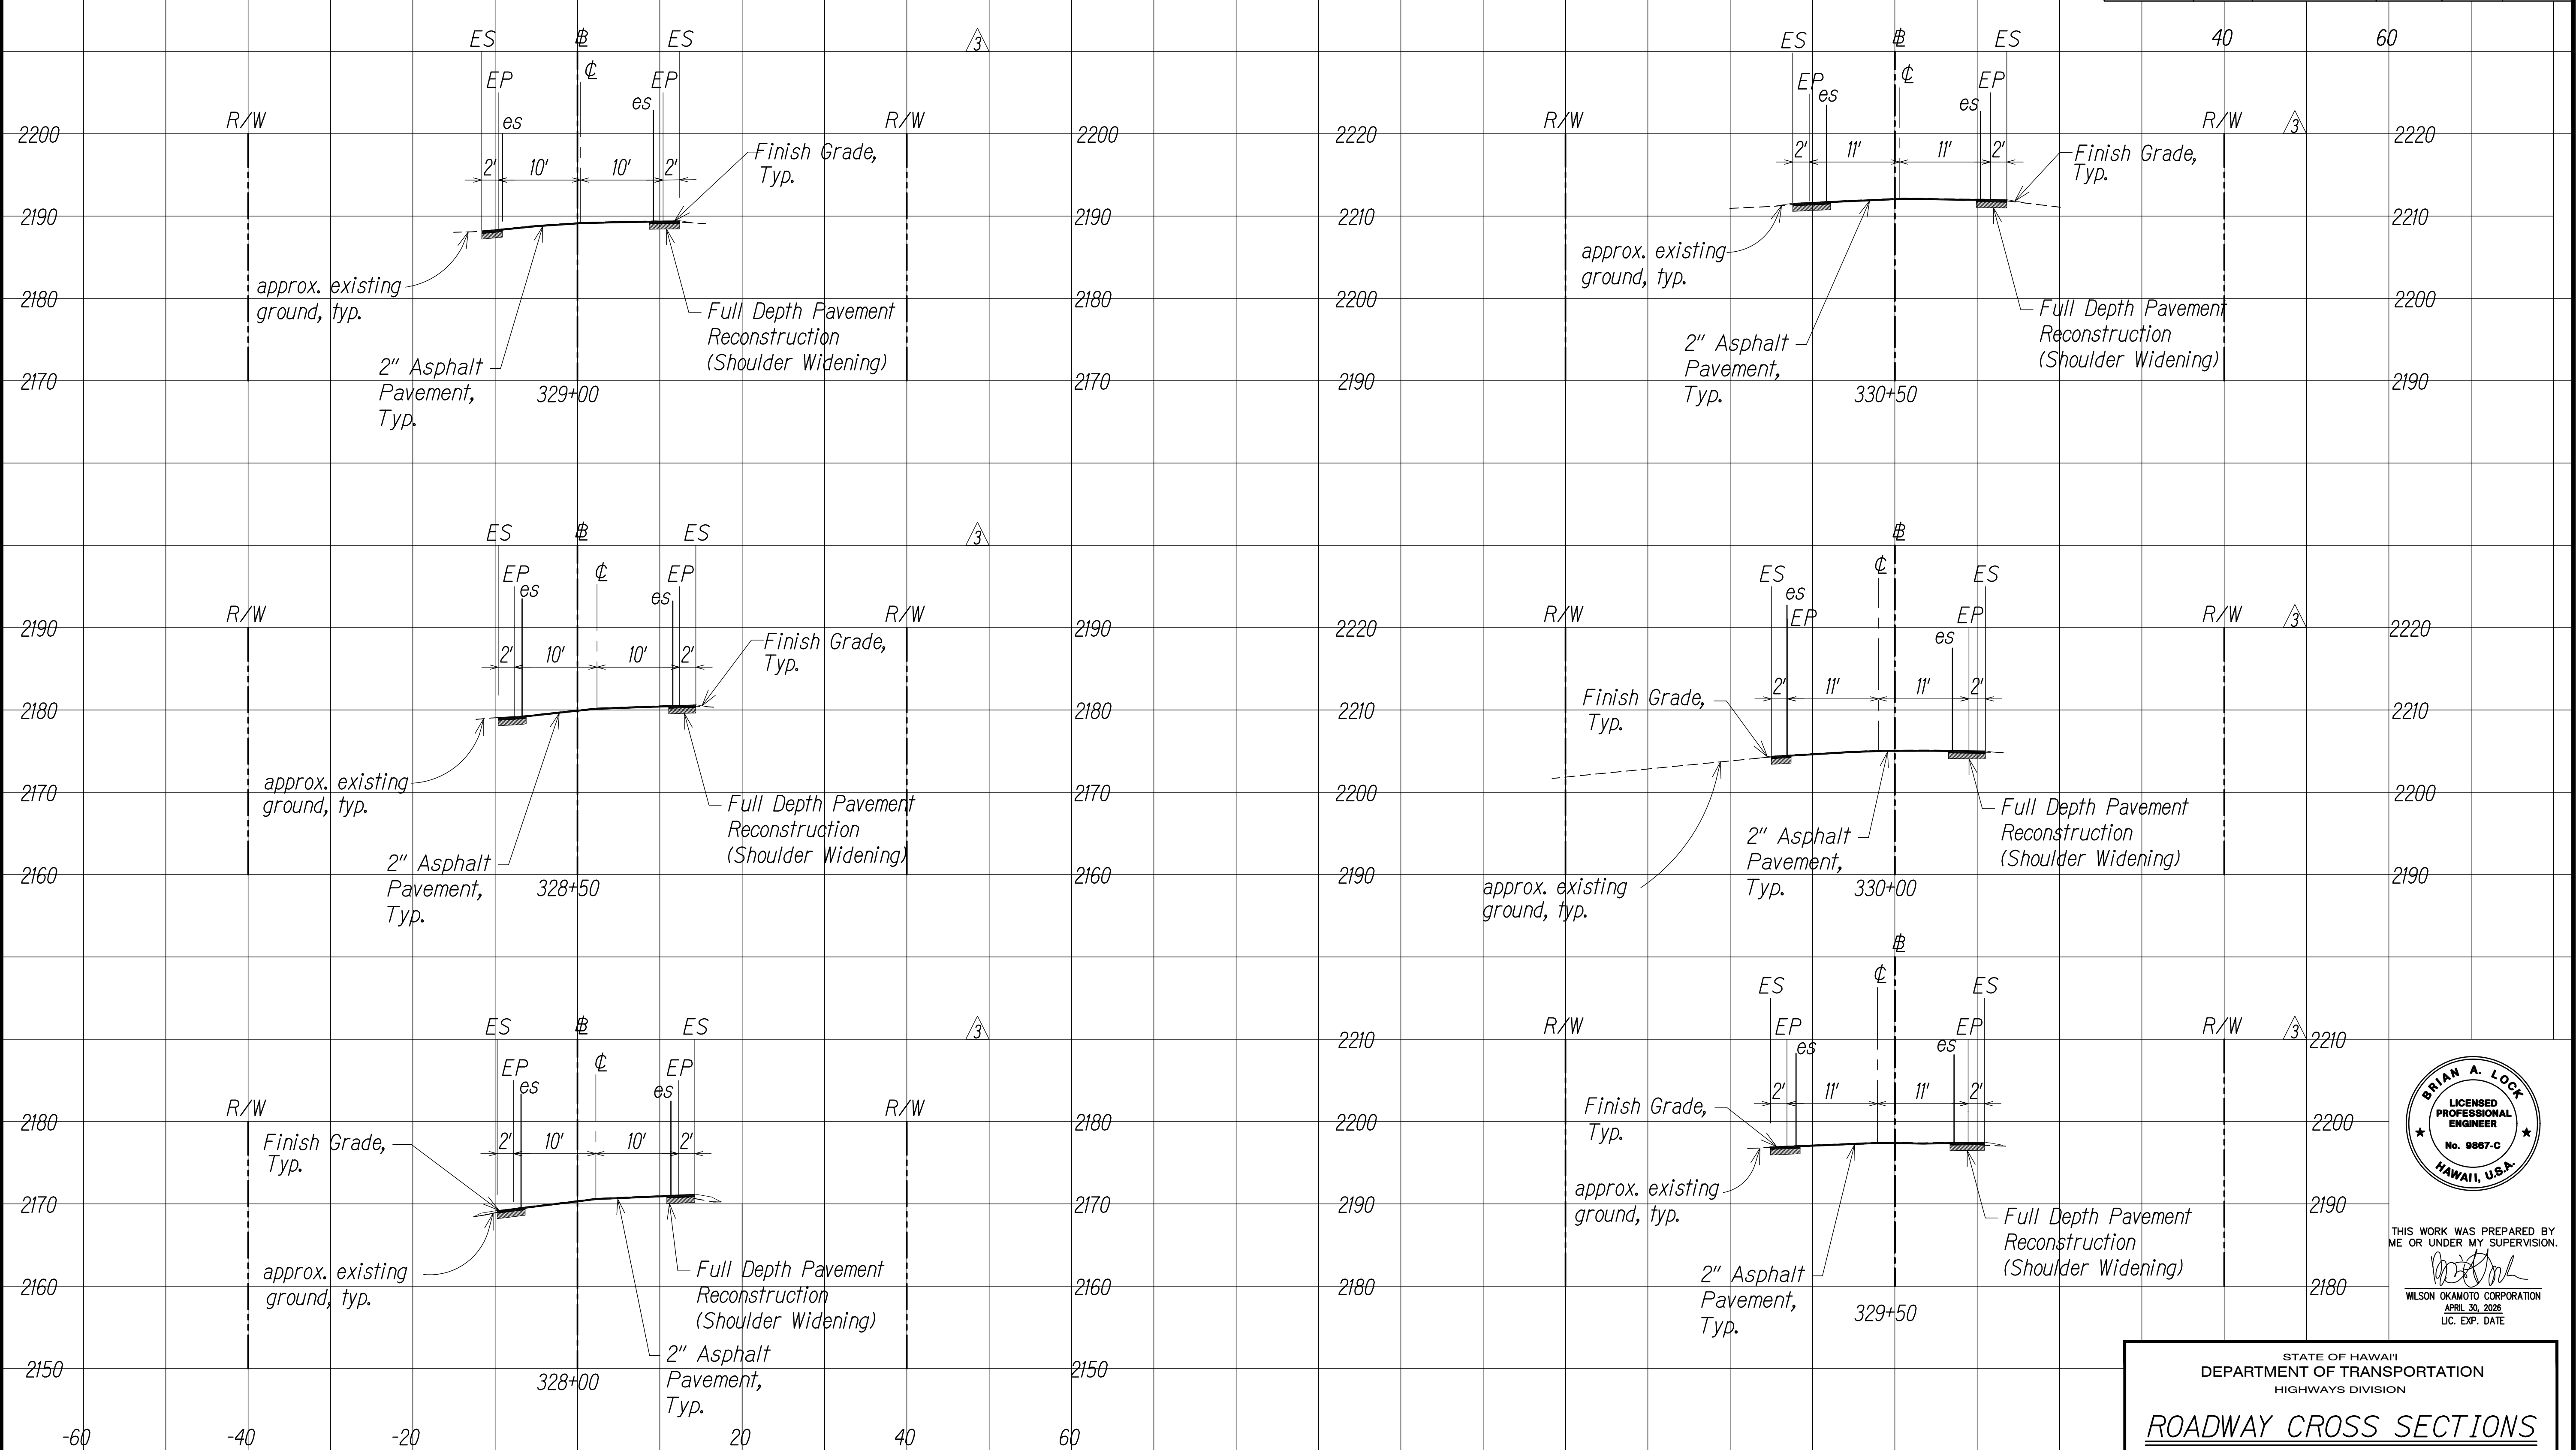 ES
BL
ES
3
EP
CL
EP
es
es
R/W
R/W
2200
2200
2'
10'
10'
2'
Finish Grade,
Typ.
2190
2190
approx. existing
ground, typ.
2180
2180
Full Depth Pavement
Reconstruction
(Shoulder Widening)
2" Asphalt
Pavement,
Typ.
2170
2170
329+00
ES
BL
ES
3
EP
CL
EP
es
es
R/W
R/W
2190
2190
2'
10'
10'
2'
Finish Grade,
Typ.
2180
2180
approx. existing
ground, typ.
2170
2170
Full Depth Pavement
Reconstruction
(Shoulder Widening)
2" Asphalt
Pavement,
Typ.
2160
2160
328+50
ES
BL
ES
3
EP
CL
EP
es
es
R/W
R/W
2180
2180
Finish Grade,
Typ.
2'
10'
10'
2'
2170
2170
approx. existing
ground, typ.
2160
2160
Full Depth Pavement
Reconstruction
(Shoulder Widening)
2" Asphalt
Pavement,
Typ.
2150
2150
328+00
-60
-40
-20
20
40
60
ES
BL
ES
40
60
EP
CL
EP
es
es
R/W
R/W
3
2220
2220
2'
11'
11'
2'
Finish Grade,
Typ.
2210
2210
approx. existing
ground, typ.
2200
2200
Full Depth Pavement
Reconstruction
(Shoulder Widening)
2" Asphalt
Pavement,
Typ.
2190
2190
330+50
BL
CL
ES
ES
es
EP
EP
es
R/W
R/W
3
2220
2220
2'
11'
11'
2'
Finish Grade,
Typ.
2210
2210
2200
2200
Full Depth Pavement
Reconstruction
(Shoulder Widening)
2" Asphalt
Pavement,
Typ.
2190
2190
approx. existing
ground, typ.
330+00
BL
CL
ES
ES
EP
EP
es
es
R/W
R/W
3
2210
2210
2'
11'
11'
2'
Finish Grade,
Typ.
2200
2200
approx. existing
ground, typ.
2190
2190
Full Depth Pavement
Reconstruction
(Shoulder Widening)
2" Asphalt
Pavement,
Typ.
2180
2180
329+50
BRIAN A. LOCK
LICENSED
PROFESSIONAL
ENGINEER
No. 9867-C
HAWAII, U.S.A.
THIS WORK WAS PREPARED BY
ME OR UNDER MY SUPERVISION.
WILSON OKAMOTO CORPORATION
APRIL 30, 2026
LIC. EXP. DATE
STATE OF HAWAI'I
DEPARTMENT OF TRANSPORTATION
HIGHWAYS DIVISION
ROADWAY CROSS SECTIONS